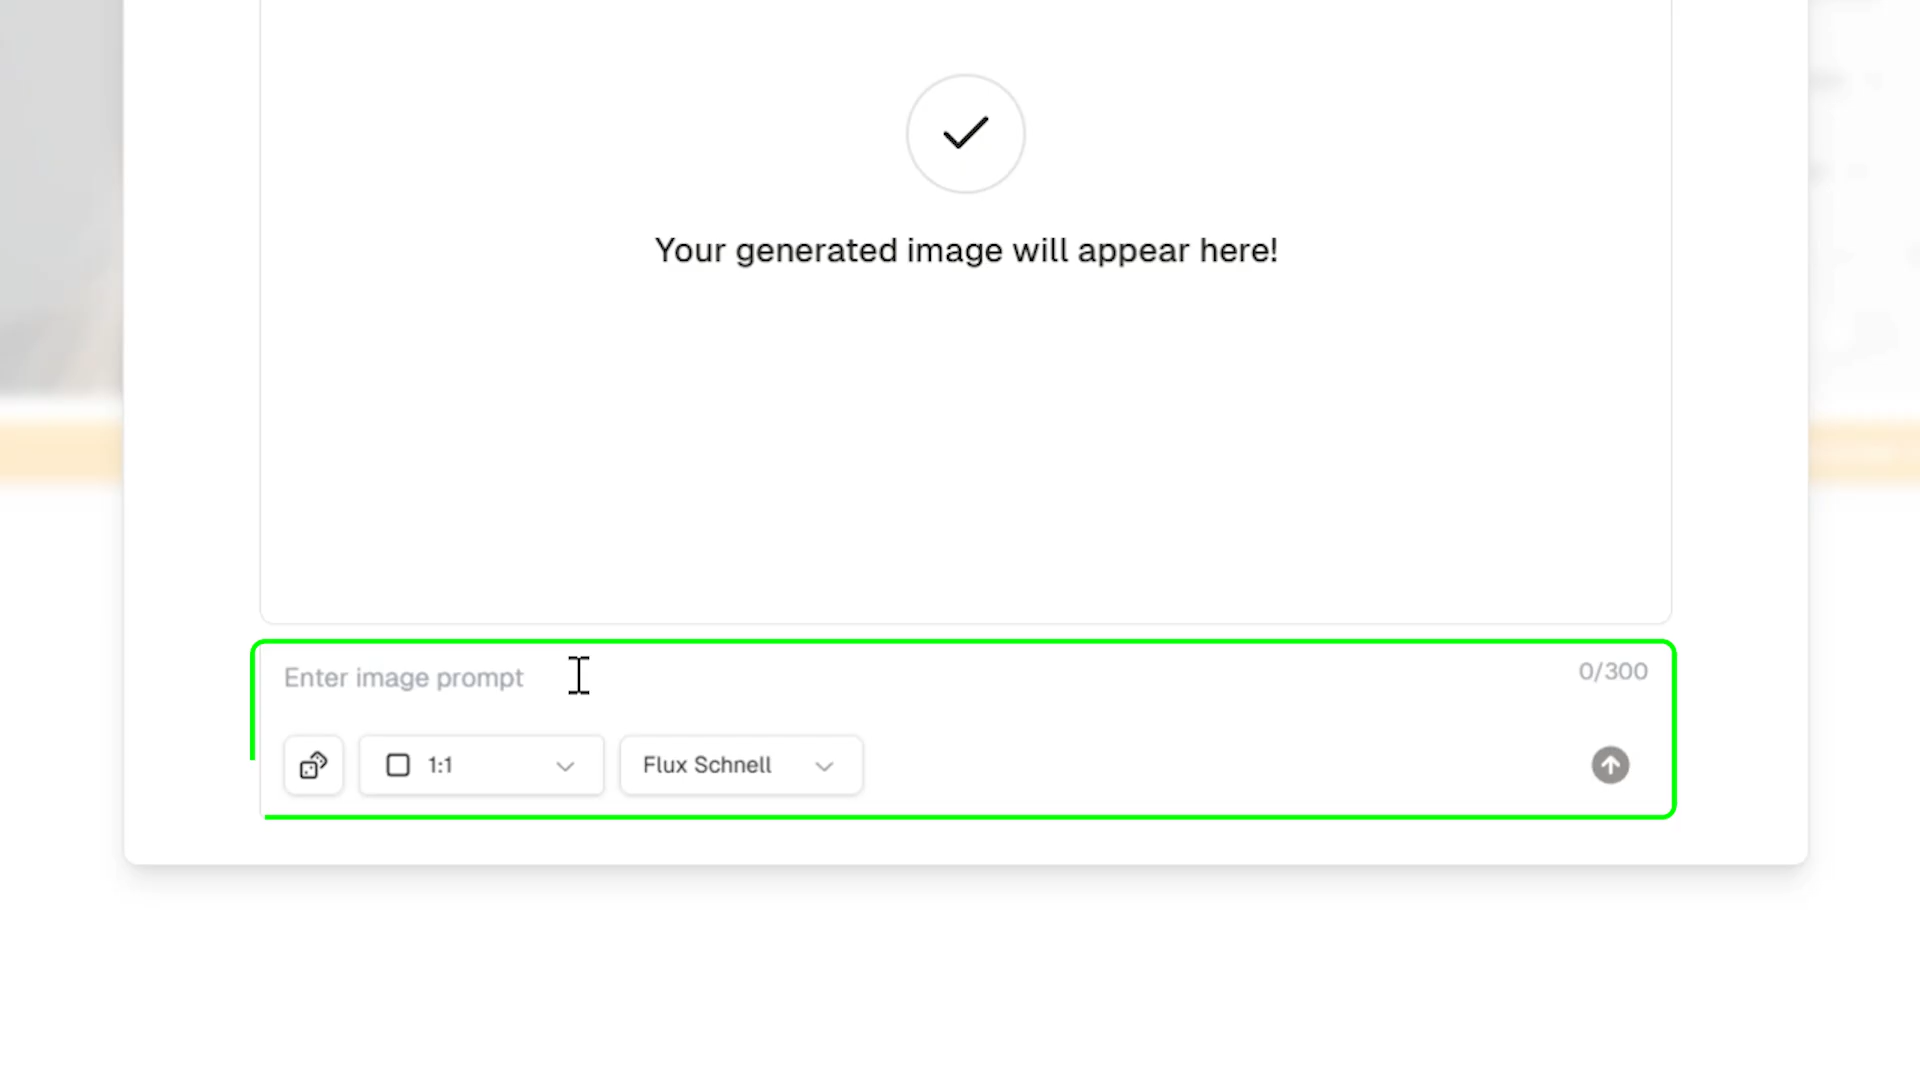 Your generated image will appear here!
Enter image prompt
0/300
1:1
Flux Schnell